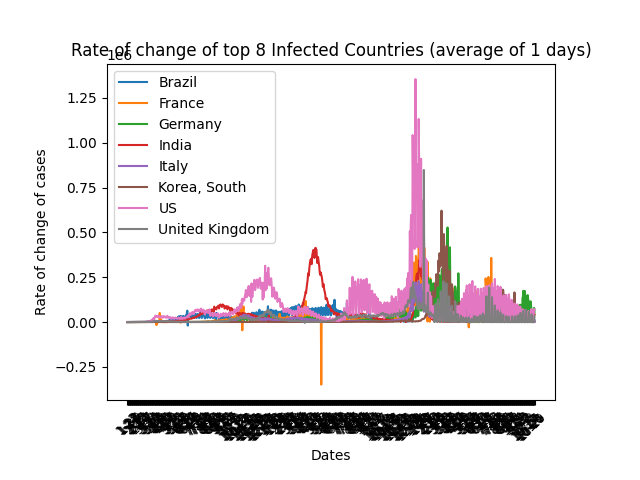 Rate of change of top 8 Infected Countries (average of 1 days)
1e6
Brazil
France
Germany
India
Italy
Korea, South
US
United Kingdom
1.25
1.00
0.75
0.50
0.25
0.00
−0.25
Rate of change of cases
Dates